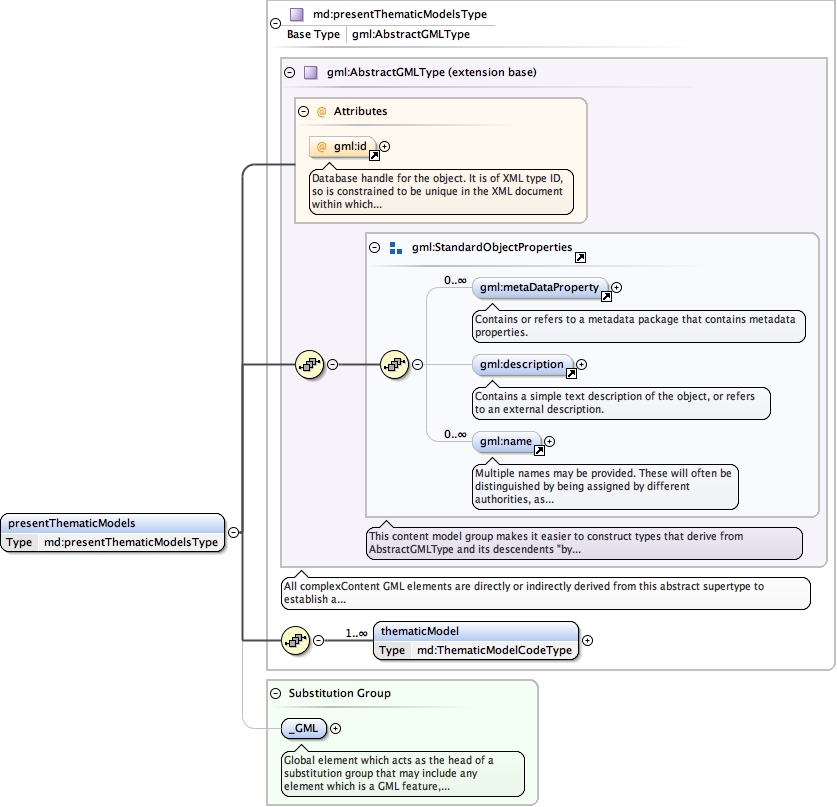 md:presentThematicModelsType
Base Type gml:AbstractGMLType
gml:AbstractGMLType (extension base)
@ Attributes
@ gml:id
Database handle for the object. It is of XML type ID,
so is constrained to be unique in the XML document
within which...
gml:StandardObjectProperties
0..∞
gml:metaDataProperty
Contains or refers to a metadata package that contains metadata
properties.
gml:description
Contains a simple text description of the object, or refers
to an external description.
0..∞
gml:name
Multiple names may be provided. These will often be
distinguished by being assigned by different
authorities, as...
This content model group makes it easier to construct types that derive from
AbstractGMLType and its descendents "by...
presentThematicModels
Type md:presentThematicModelsType
All complexContent GML elements are directly or indirectly derived from this abstract supertype to
establish a...
1..∞
thematicModel
Type md:ThematicModelCodeType
Substitution Group
_GML
Global element which acts as the head of a
substitution group that may include any
element which is a GML feature,...